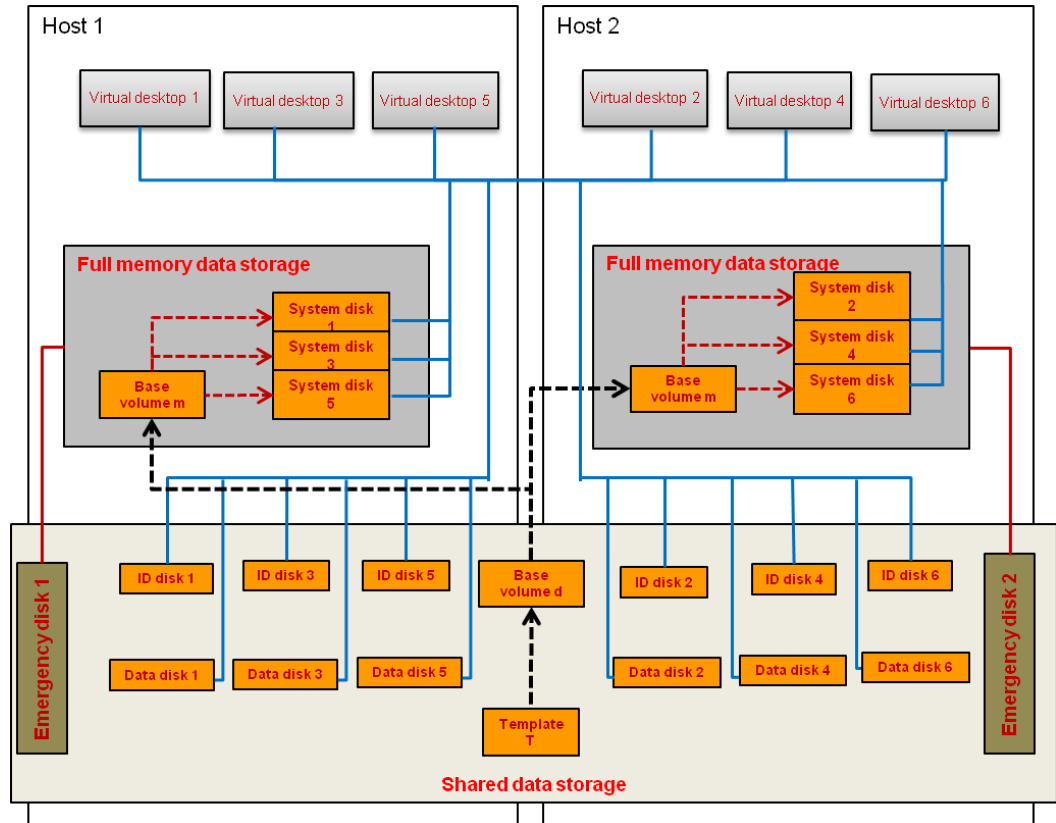 Host 1
Host 2
Virtual desktop 1
Virtual desktop 3
Virtual desktop 5
Virtual desktop 2
Virtual desktop 4
Virtual desktop 6
Full memory data storage
System disk
1
System disk
3
System disk
5
Base
volume m
Full memory data storage
System disk
2
System disk
4
System disk
6
Base
volume m
Emergency disk 1
ID disk 1
ID disk 3
ID disk 5
Base
volume d
ID disk 2
ID disk 4
ID disk 6
Emergency disk 2
Data disk 1
Data disk 3
Data disk 5
Data disk 2
Data disk 4
Data disk 6
Template
T
Shared data storage